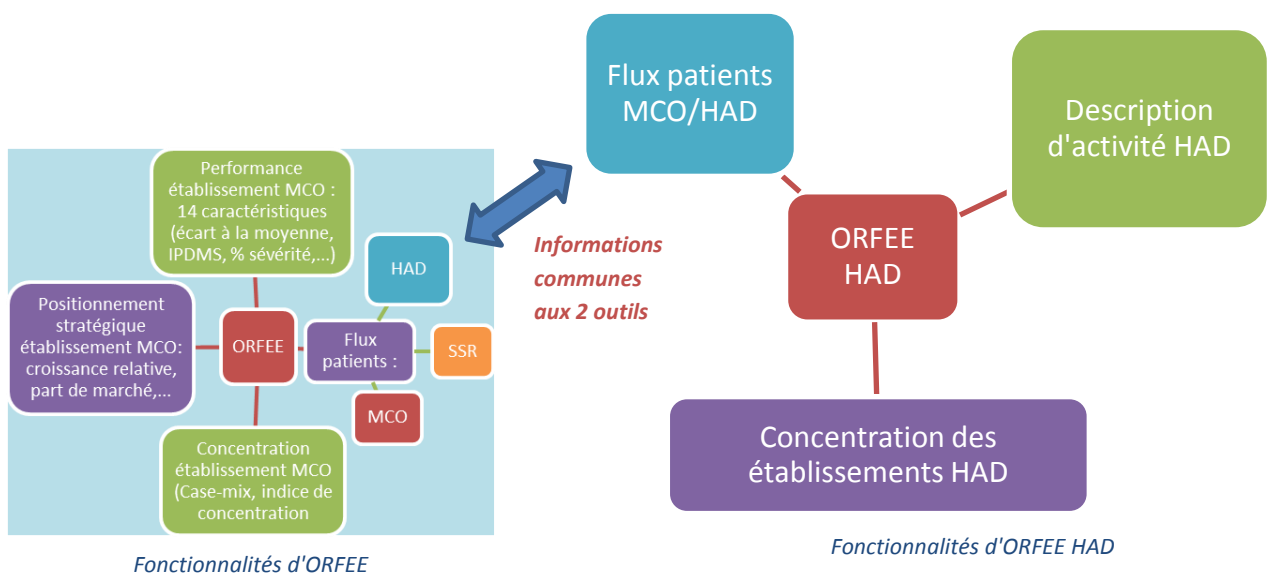 Performance
établissement MCO :
14 caractéristiques
(écart à la moyenne,
IPDMS, % sévérité,...)
HAD
Positionnement
stratégique
établissement MCO:
croissance relative,
part de marché,...
ORFEE
Flux
patients :
SSR
MCO
Concentration
établissement MCO
(Case-mix, indice de
concentration
Fonctionnalités d'ORFEE
Informations
communes
aux 2 outils
Flux patients
MCO/HAD
Description
d'activité HAD
ORFEE
HAD
Concentration des
établissements HAD
Fonctionnalités d'ORFEE HAD